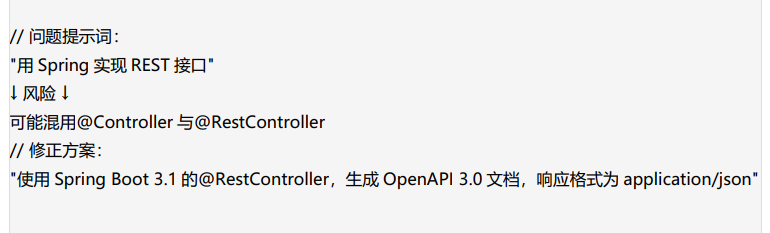 // 问题提示词：
"用 Spring 实现 REST 接口"
↓ 风险 ↓
可能混用@Controller 与@RestController
// 修正方案：
"使用 Spring Boot 3.1 的@RestController，生成 OpenAPI 3.0 文档，响应格式为 application/json"